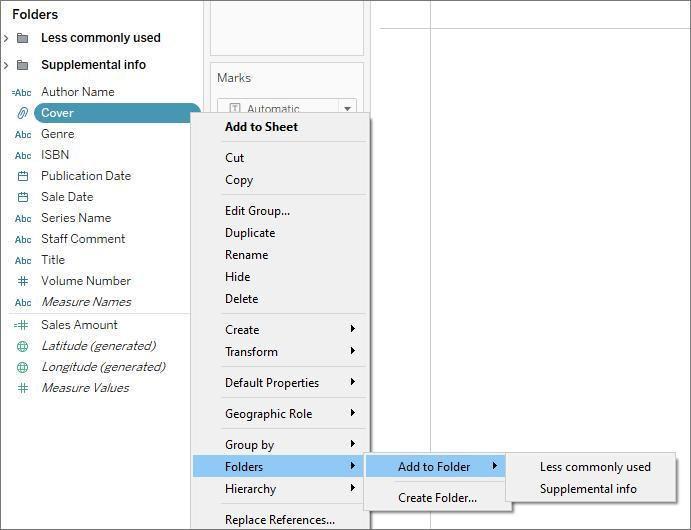 Folders
Less commonly used
Supplemental info
=Abc Author Name
Cover
Abc Genre
Abc ISBN
Publication Date
Sale Date
Abc Series Name
Abc Staff Comment
Abc Title
# Volume Number
Abc Measure Names
=# Sales Amount
Latitude (generated)
Longitude (generated)
# Measure Values
Marks
T Automatic
Add to Sheet
Cut
Copy
Edit Group...
Duplicate
Rename
Hide
Delete
Create
Transform
Default Properties
Geographic Role
Group by
Folders
Hierarchy
Replace References...
Add to Folder
Create Folder...
Less commonly used
Supplemental info